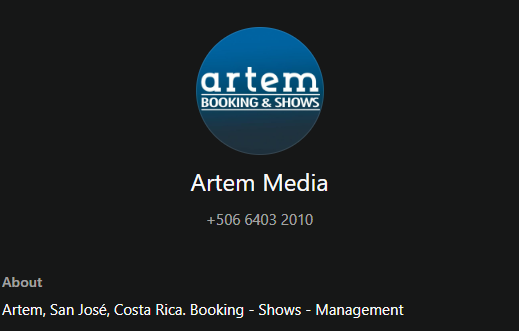 artem
BOOKING & SHOWS
Artem Media
+506 6403 2010
About
Artem, San José, Costa Rica. Booking - Shows - Management